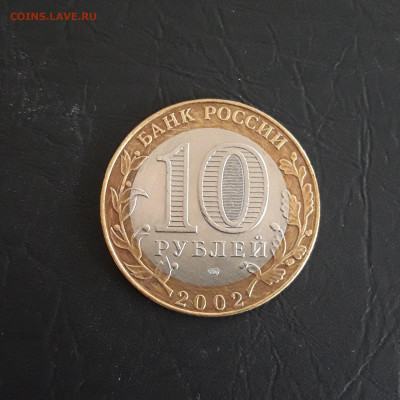 COINS.LAVE.RU
БАНК РОССИИ
10
РУБЛЕЙ
2002